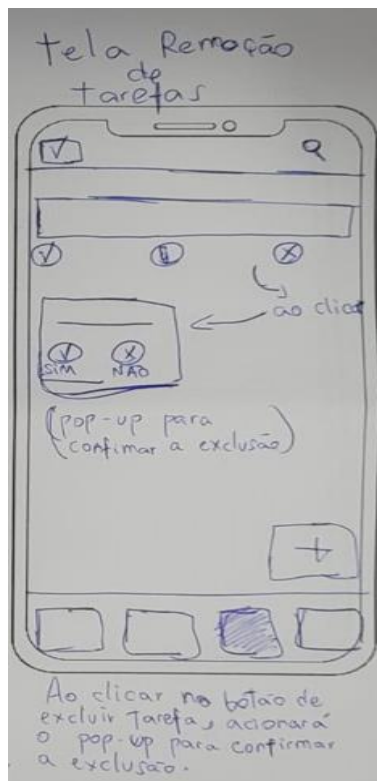 tela Remoção
de
tarefas
ao clicar
SIM NÃO
(pop-up para
confimar a exclusão)
Ao clicar no botão de
excluir Tarefa, acionará
o pop-up para confirmar
a exclusão.